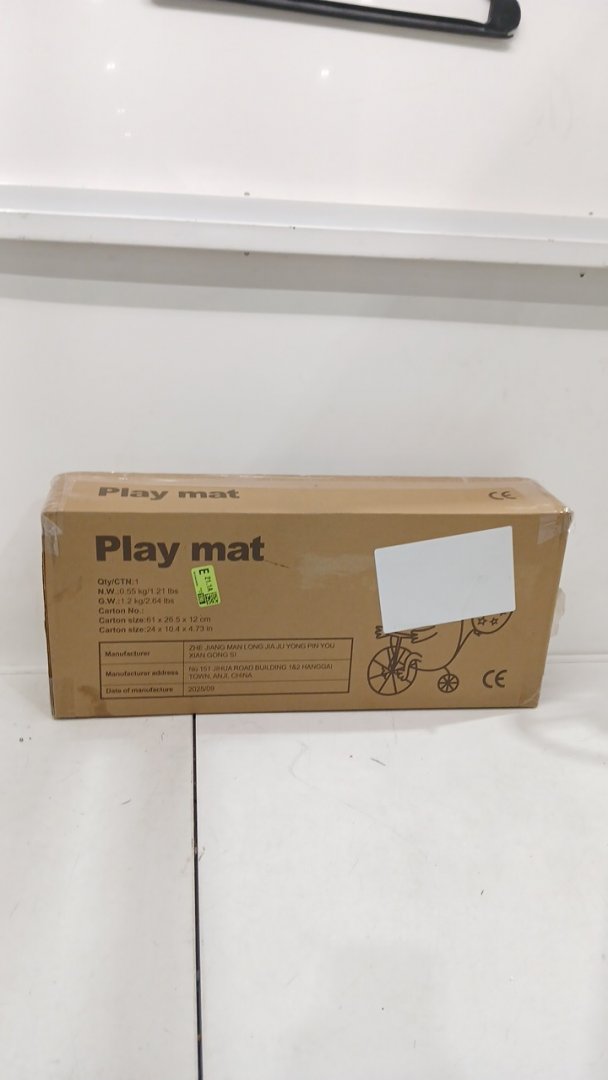 Play mat
CE
Play mat
Qty/CTN:1
N.W.:0.55 kg/1.21 lbs
G.W.:1.2 kg/2.64 lbs
Carton No.:
Carton size:61 x 26.5 x 12 cm
Carton size:24 x 10.4 x 4.73 in
Manufacturer
ZHE JIANG MAN LONG JIA JU YONG PIN YOU
XIAN GONG SI
Manufacturer address
No.151 JIHUA ROAD BUILDING 1&2 HANGGAI
TOWN, ANJI, CHINA
Date of manufacture
2025/09
CE
E